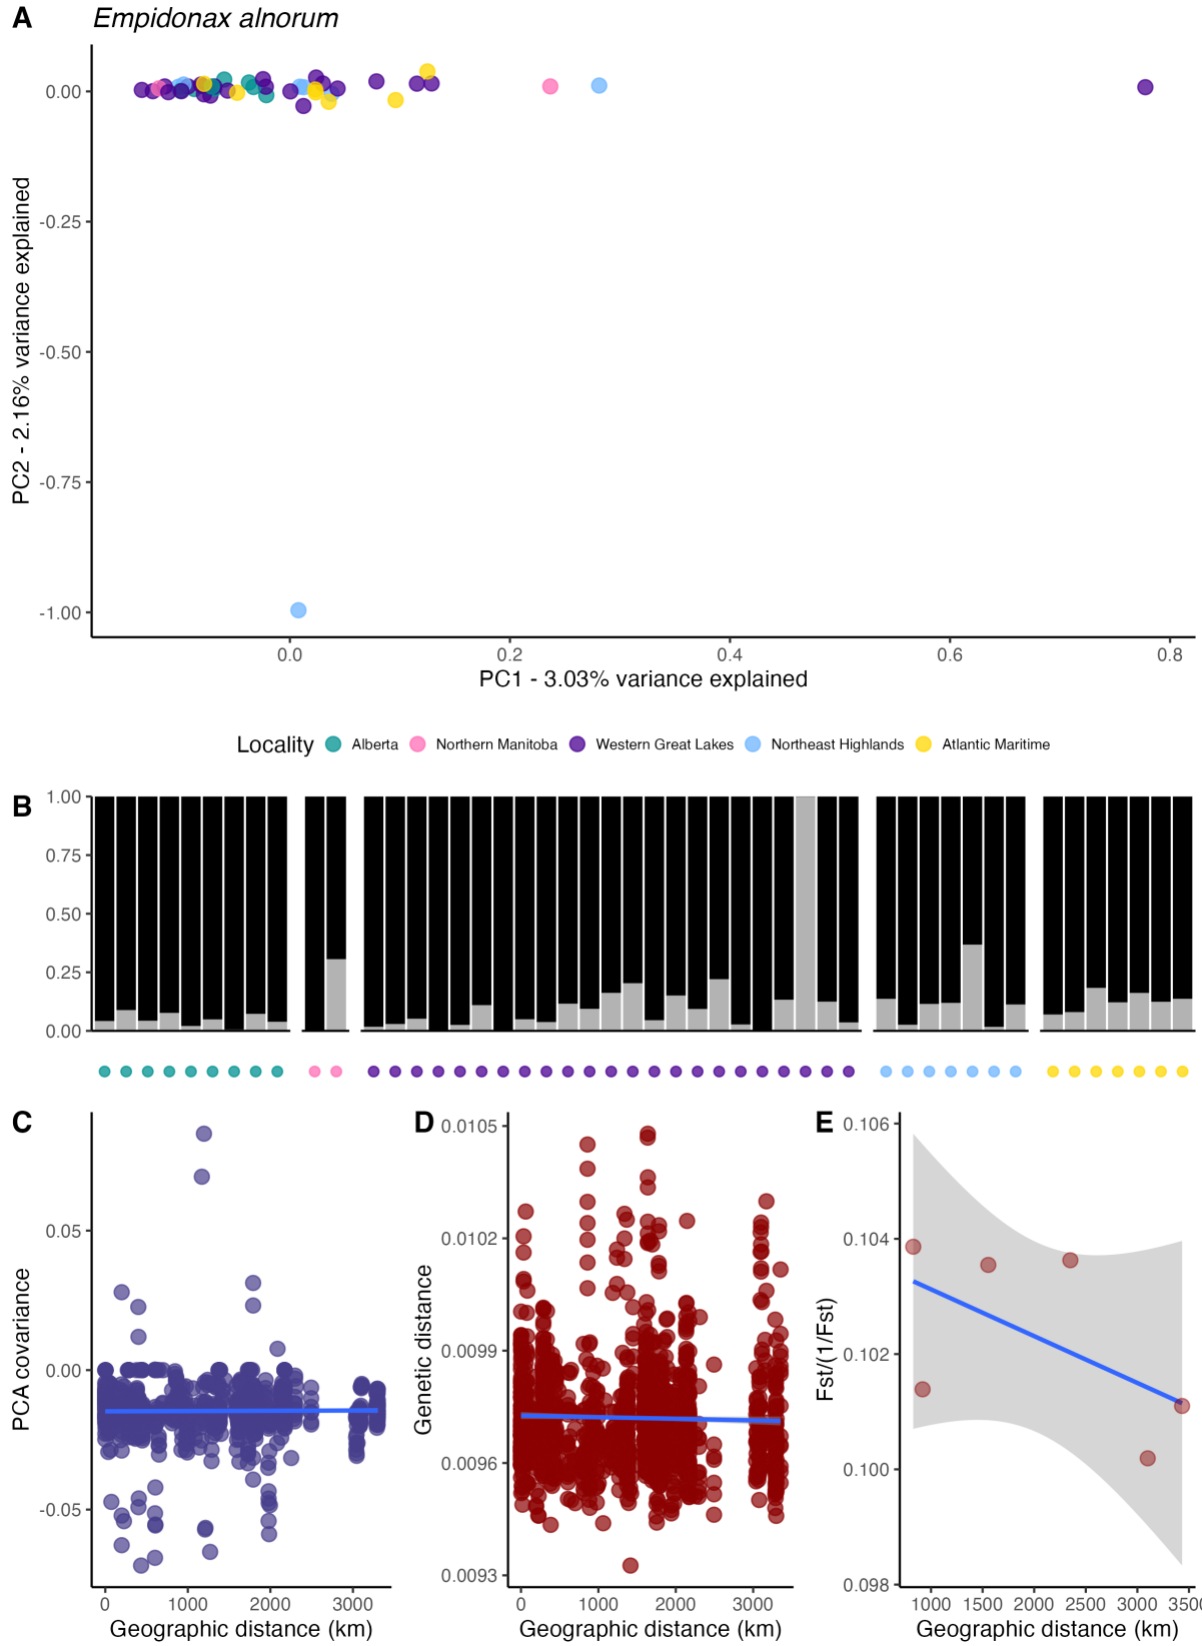 A
Empidonax alnorum
PC2 - 2.16% variance explained
0.00
-0.25
-0.50
-0.75
-1.00
0.0 0.2 0.4 0.6 0.8
PC1 - 3.03% variance explained
Locality Alberta Northern Manitoba Western Great Lakes Northeast Highlands Atlantic Maritime
B
1.00
0.75
0.50
0.25
0.00
C
PCA covariance
0.05
0.00
-0.05
0 1000 2000 3000
Geographic distance (km)
D
Genetic distance
0.0105
0.0102
0.0099
0.0096
0.0093
0 1000 2000 3000
Geographic distance (km)
E
Fst/(1/Fst)
0.106
0.104
0.102
0.100
0.098
1000 1500 2000 2500 3000 350
Geographic distance (km)